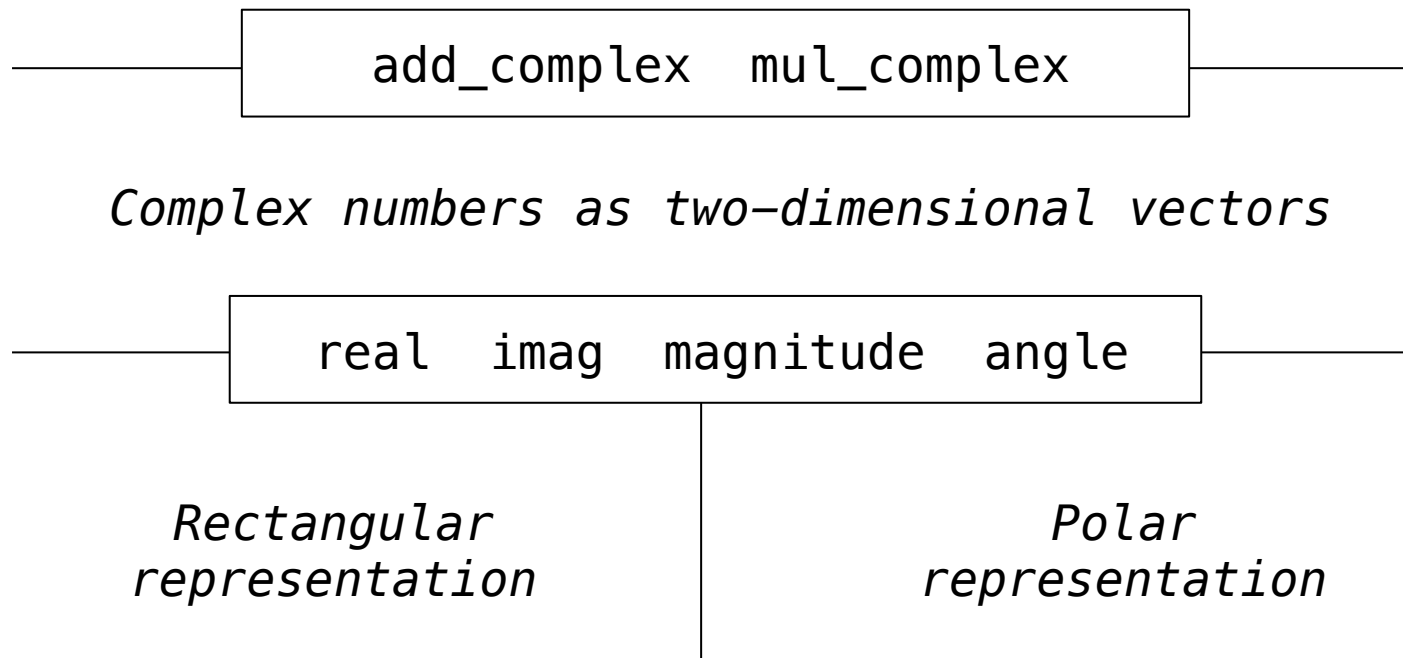 add_complex mul_complex
Complex numbers as two-dimensional vectors
real imag magnitude angle
Rectangular
representation
Polar
representation